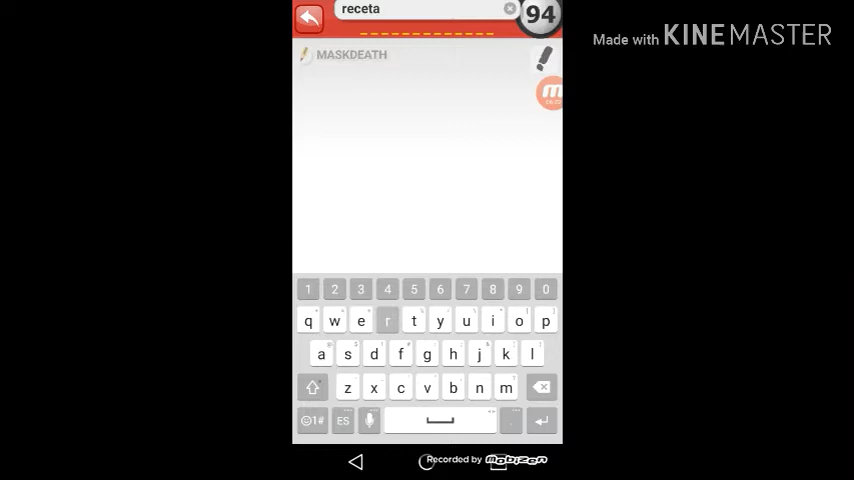 receta
94
Made with KINEMASTER
MASKDEATH
1 2 3 4 5 6 7 8 9 0
q w e r t y u i o p
a s d f g h j k l
z x c v b n m
1# ES .
Recorded by mobizen